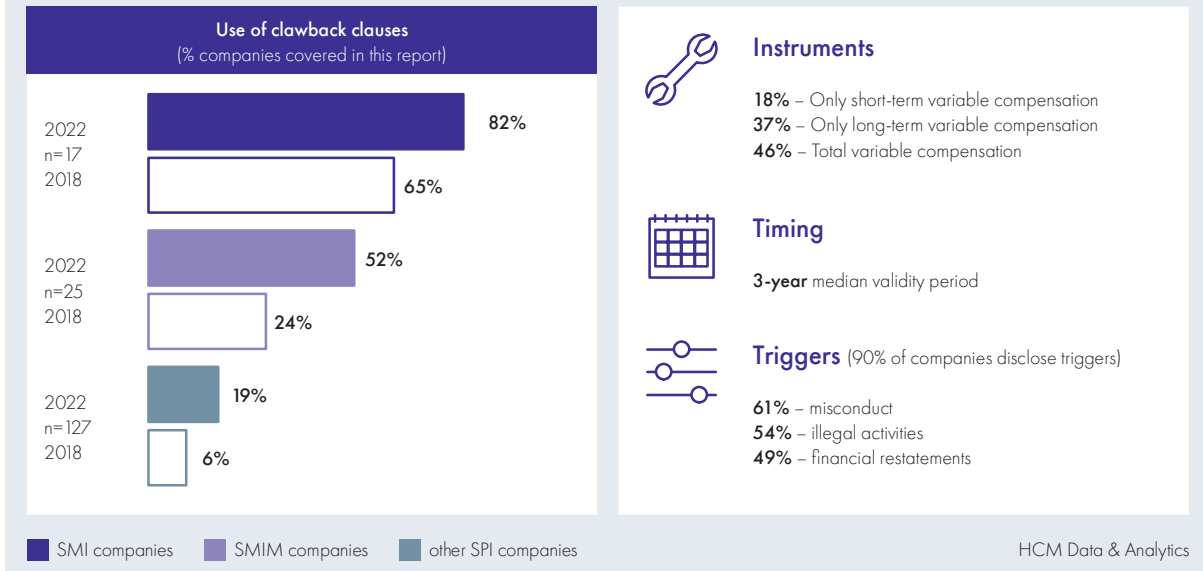 Use of clawback clauses
(% companies covered in this report)
2022
n=17
2018
82%
65%
2022
n=25
2018
52%
24%
2022
n=127
2018
19%
6%
Instruments
18% – Only short-term variable compensation
37% – Only long-term variable compensation
46% – Total variable compensation
Timing
3-year median validity period
Triggers (90% of companies disclose triggers)
61% – misconduct
54% – illegal activities
49% – financial restatements
SMI companies
SMIM companies
other SPI companies
HCM Data & Analytics